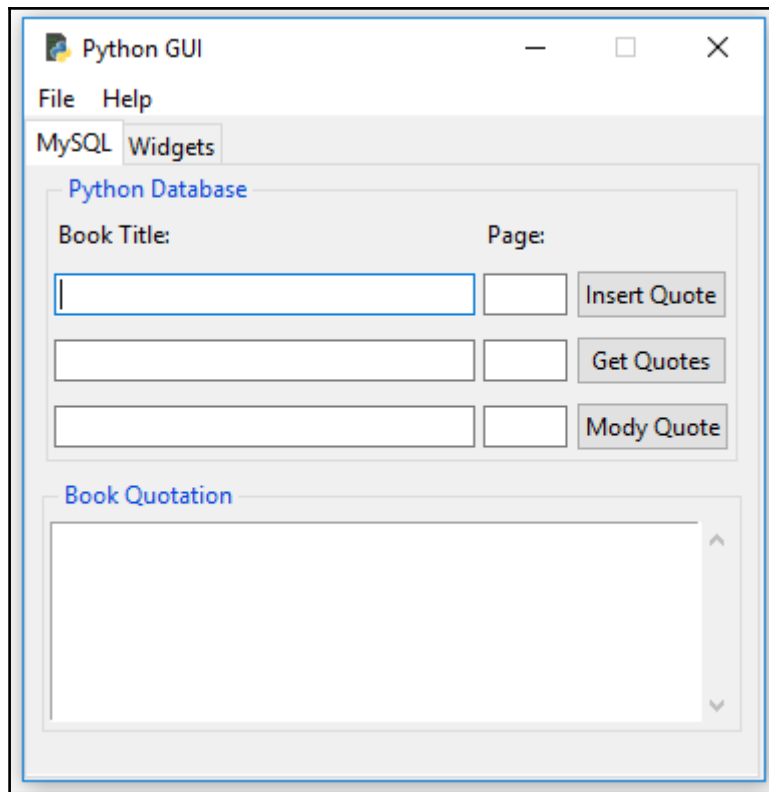 Python GUI
File Help
MySQL Widgets
Python Database
Book Title: Page:
Insert Quote
Get Quotes
Mody Quote
Book Quotation